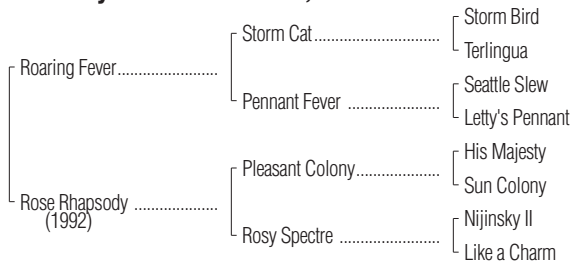 Storm Bird
Storm Cat
Terlingua
Roaring Fever
Seattle Slew
Pennant Fever
Letty's Pennant
His Majesty
Pleasant Colony
Sun Colony
Rose Rhapsody
(1992)
Nijinsky II
Rosy Spectre
Like a Charm